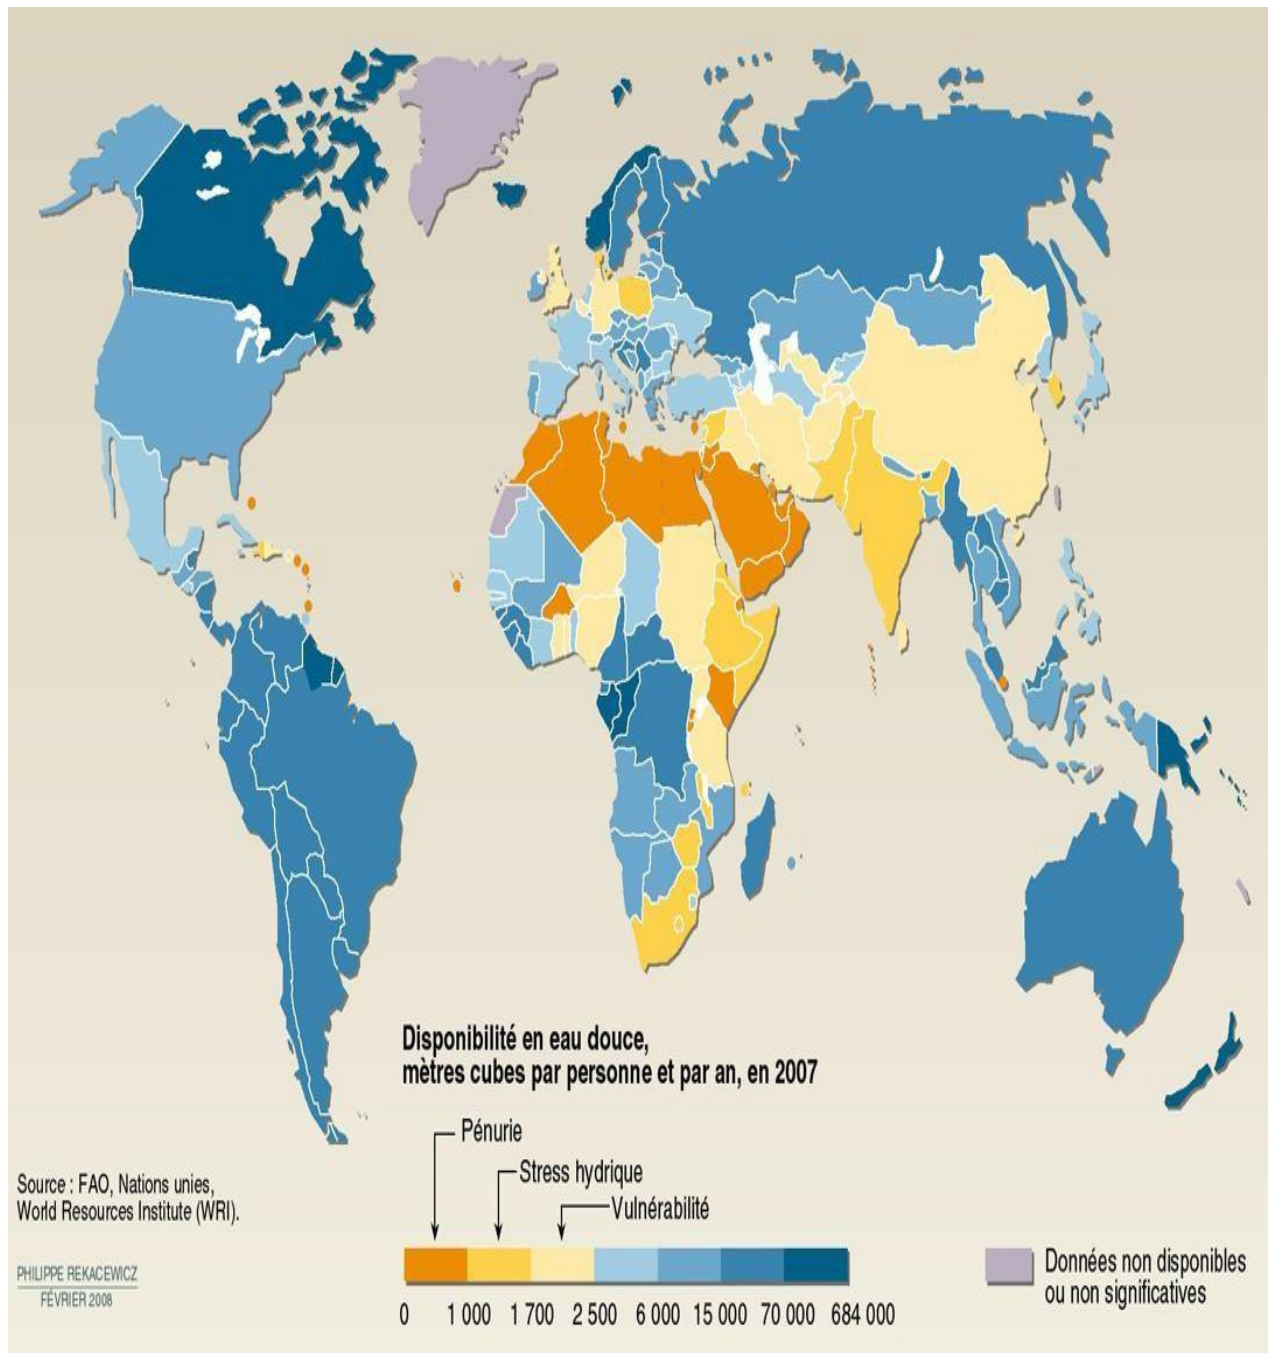 Disponibilité en eau douce,
mètres cubes par personne et par an, en 2007
Pénurie
Stress hydrique
Vulnérabilité
0 1 000 1 700 2 500 6 000 15 000 70 000 684 000
Données non disponibles
ou non significatives
Source : FAO, Nations unies,
World Resources Institute (WRI).
PHILIPPE REKACEWICZ
FÉVRIER 2008